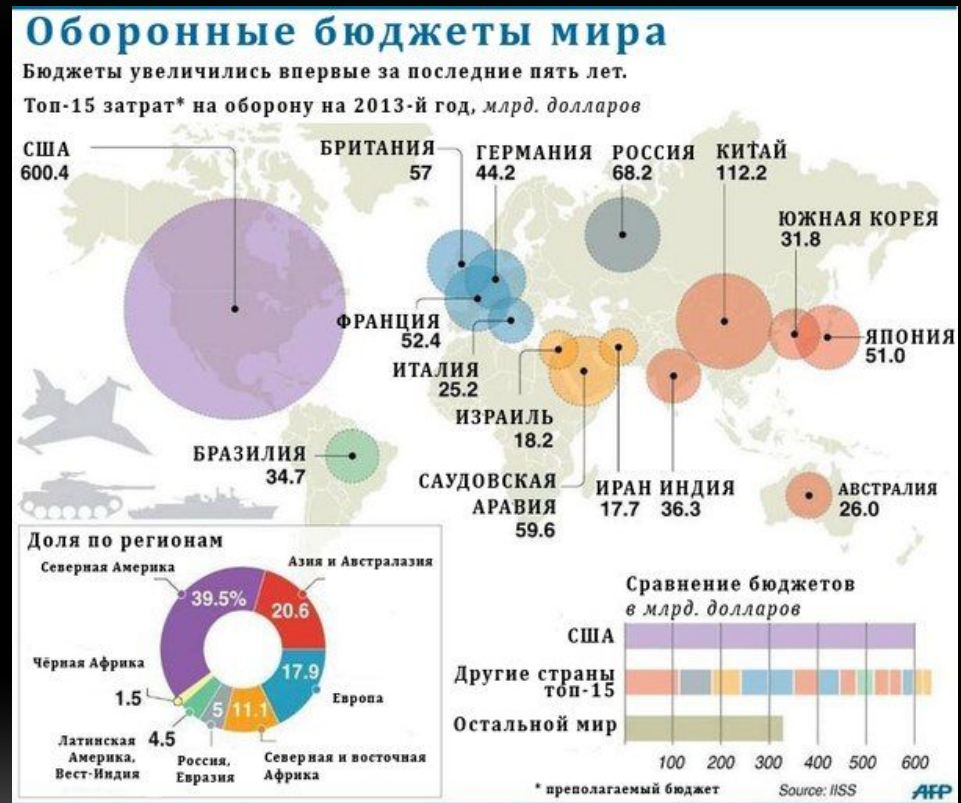 Оборонные бюджеты мира
Бюджеты увеличились впервые за последние пять лет.
Топ-15 затрат* на оборону на 2013-й год, млрд. долларов
США
600.4
БРИТАНИЯ
57
ГЕРМАНИЯ
44.2
РОССИЯ
68.2
КИТАЙ
112.2
ЮЖНАЯ КОРЕЯ
31.8
ФРАНЦИЯ
52.4
ЯПОНИЯ
51.0
ИТАЛИЯ
25.2
ИЗРАИЛЬ
18.2
БРАЗИЛИЯ
34.7
САУДОВСКАЯ
АРАВИЯ
59.6
ИРАН
17.7
ИНДИЯ
36.3
АВСТРАЛИЯ
26.0
Доля по регионам
Северная Америка
39.5%
Азия и Австралазия
20.6
Чёрная Африка
1.5
17.9
Европа
Латинская
Америка,
Вест-Индия
4.5
Россия,
Евразия
5
11.1
Северная и восточная
Африка
Сравнение бюджетов
в млрд. долларов
США
Другие страны
топ-15
Остальной мир
100 200 300 400 500 600
* преполагаемый бюджет
Source: IISS
AFP